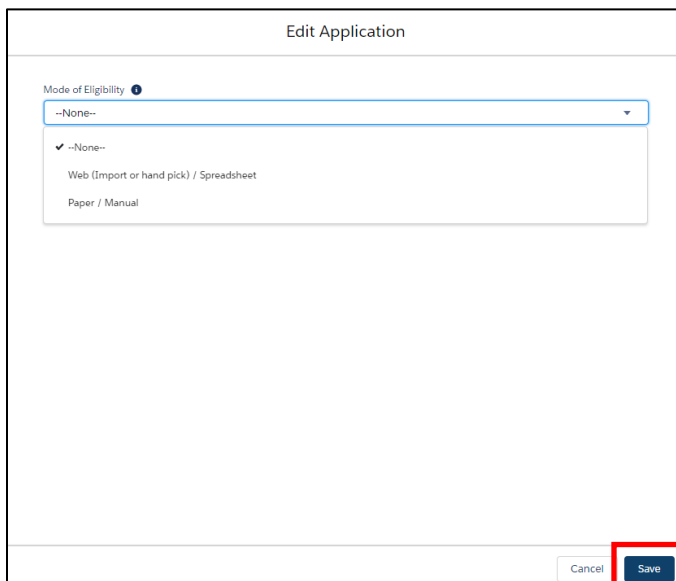 Edit Application
Mode of Eligibility
--None--
--None--
Web (Import or hand pick) / Spreadsheet
Paper / Manual
Cancel Save